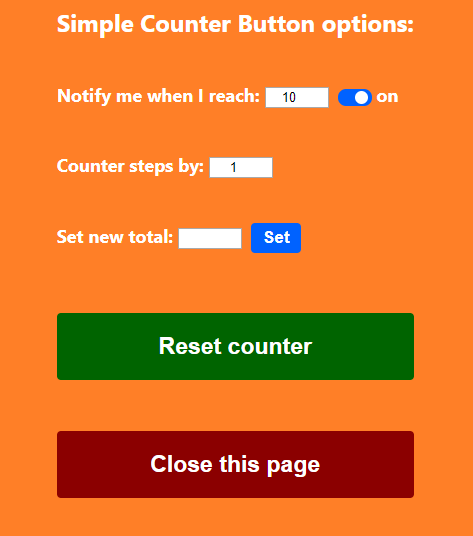 Simple Counter Button options:
Notify me when I reach: 10 on
Counter steps by: 1
Set new total: Set
Reset counter
Close this page